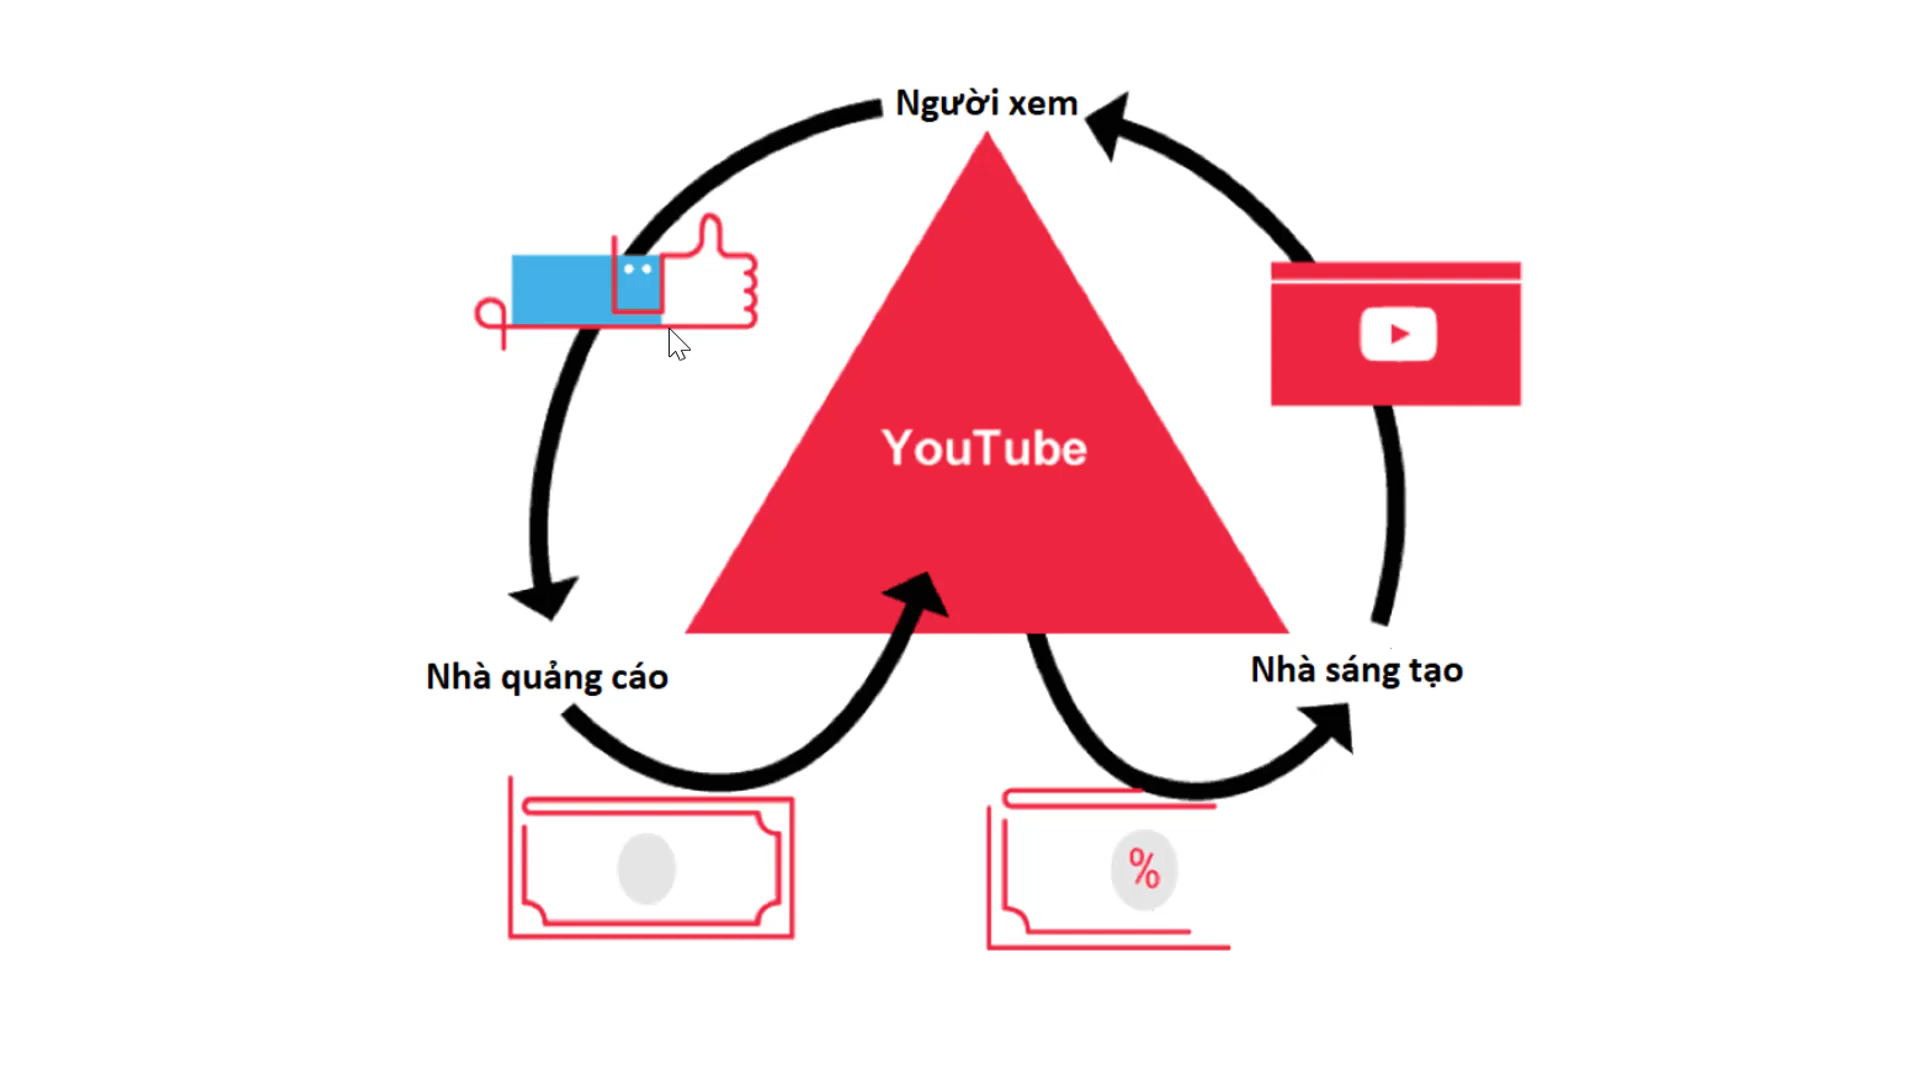 Người xem
YouTube
Nhà quảng cáo
Nhà sáng tạo
%